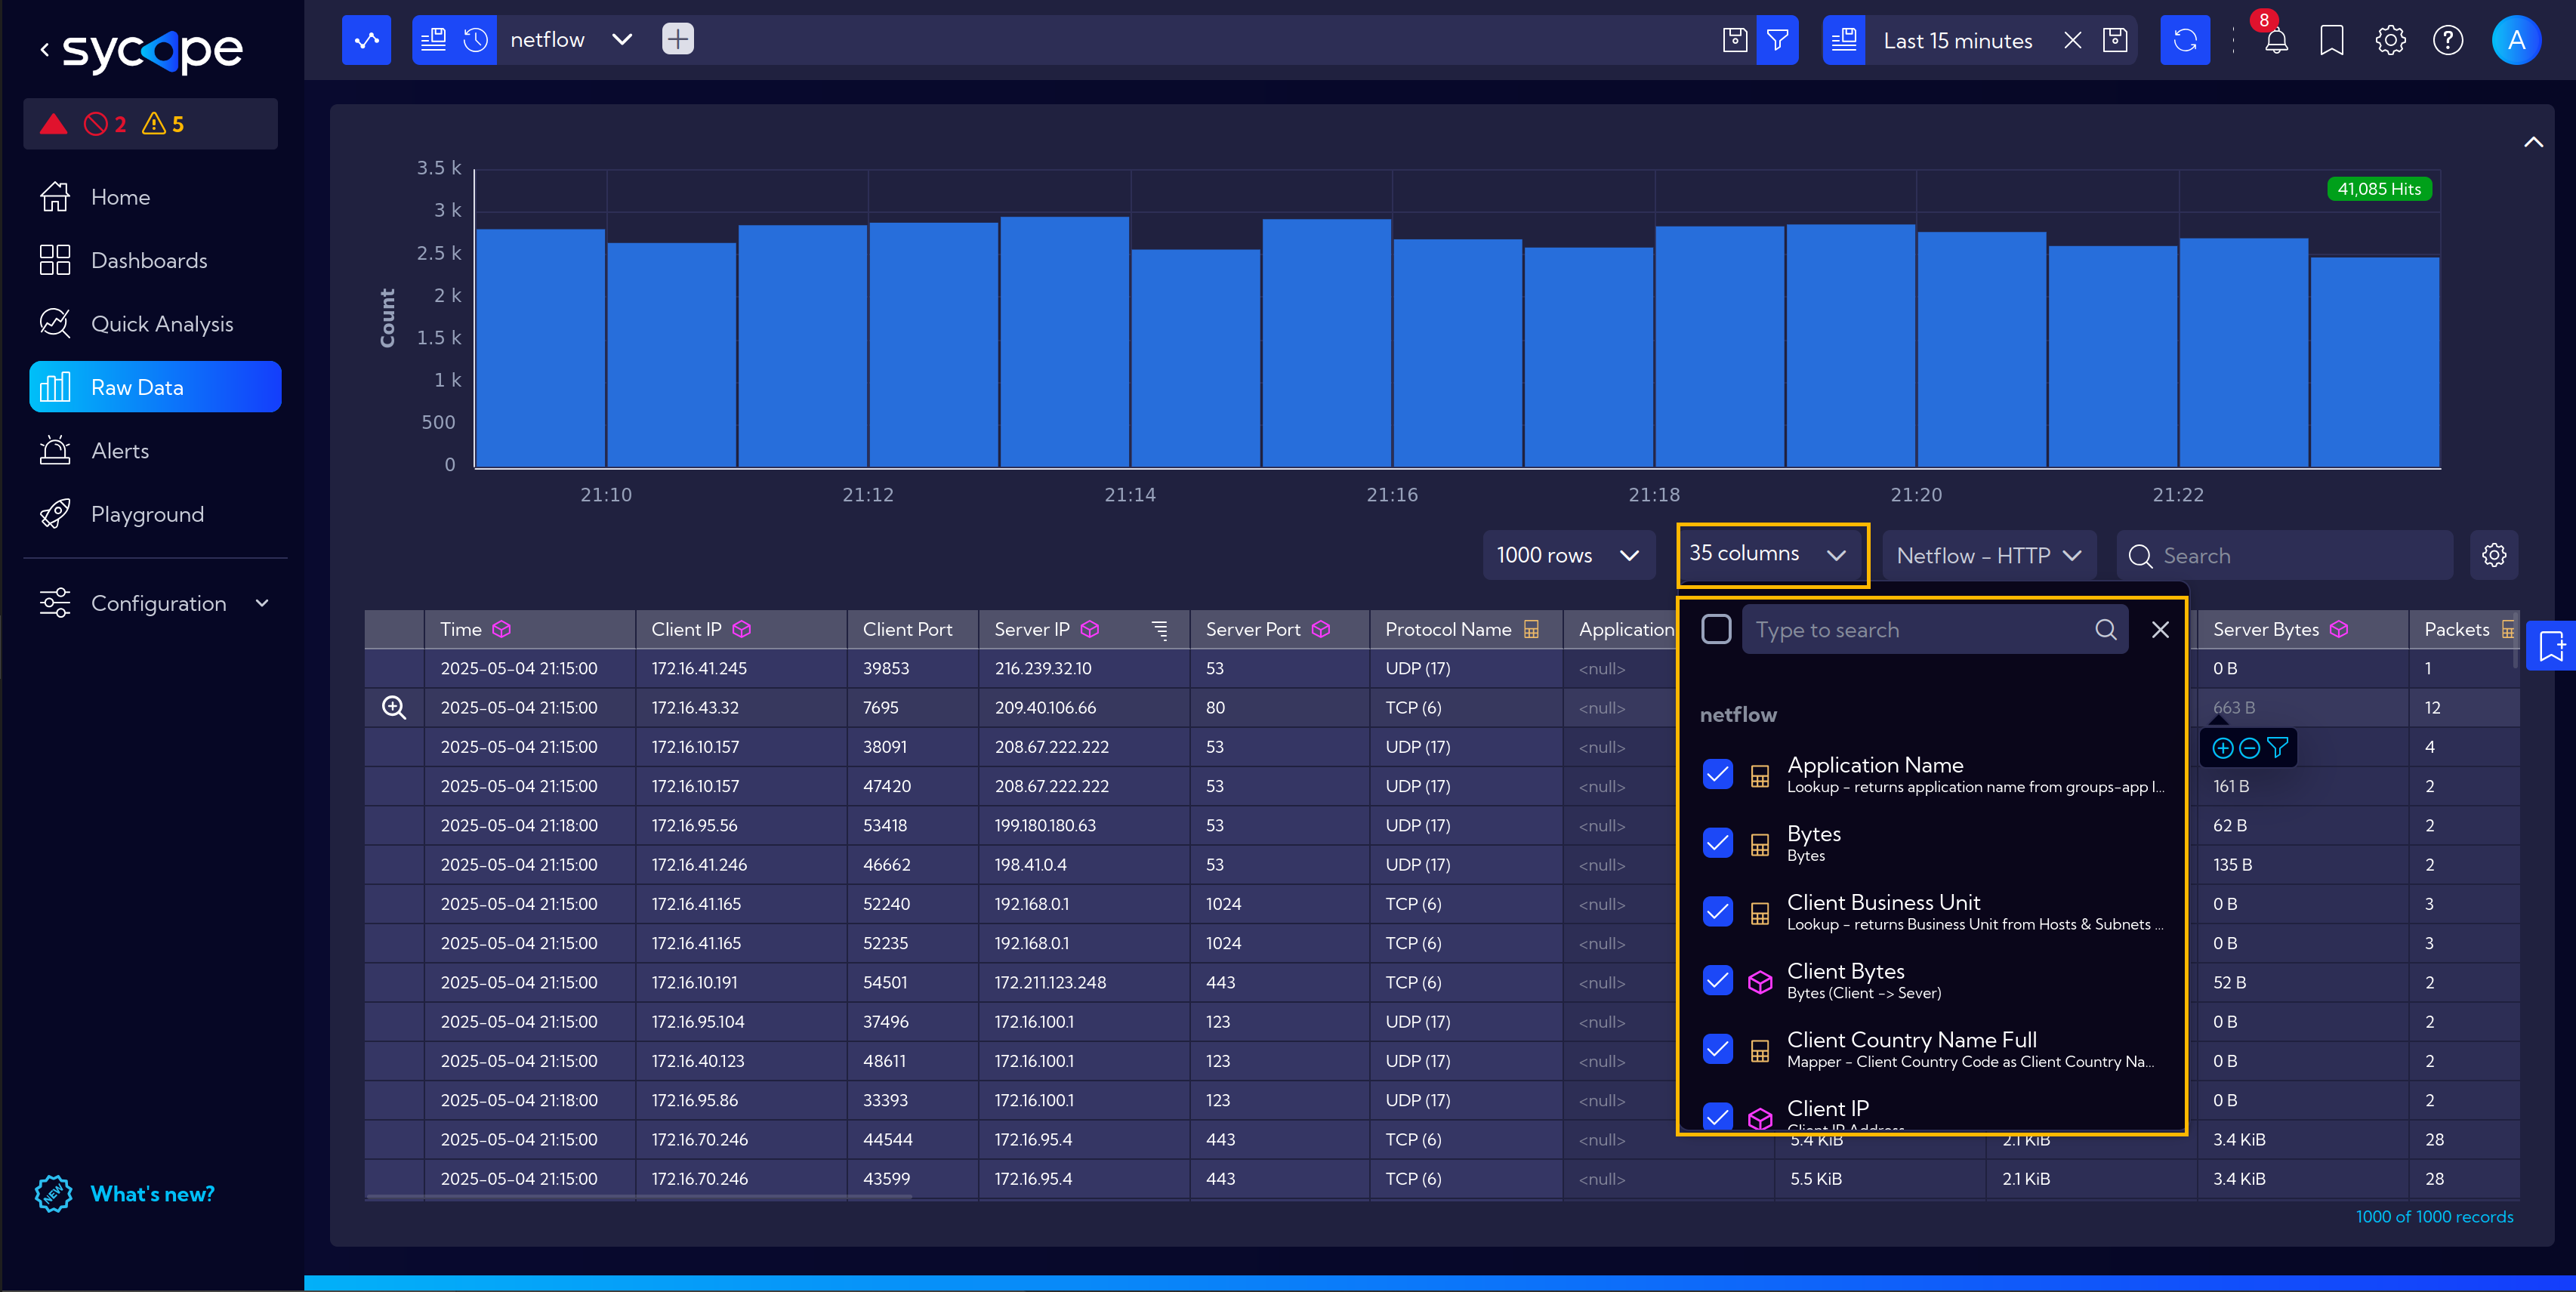 sycope
2 5
Home
Dashboards
Quick Analysis
Raw Data
Alerts
Playground
Configuration
NEW What's new?
netflow
Last 15 minutes
8
A
3.5 k
3 k
2.5 k
2 k
1.5 k
1 k
500
0
Count
41,085 Hits
21:10 21:12 21:14 21:16 21:18 21:20 21:22
1000 rows 35 columns Netflow - HTTP Search
Time Client IP Client Port Server IP Server Port Protocol Name Application Server Bytes Packets
2025-05-04 21:15:00 172.16.41.245 39853 216.239.32.10 53 UDP (17) <null> 0 B 1
2025-05-04 21:15:00 172.16.43.32 7695 209.40.106.66 80 TCP (6) <null> 663 B 12
2025-05-04 21:15:00 172.16.10.157 38091 208.67.222.222 53 UDP (17) <null> 4
2025-05-04 21:15:00 172.16.10.157 47420 208.67.222.222 53 UDP (17) <null> 161 B 2
2025-05-04 21:18:00 172.16.95.56 53418 199.180.180.63 53 UDP (17) <null> 62 B 2
2025-05-04 21:15:00 172.16.41.246 46662 198.41.0.4 53 UDP (17) <null> 135 B 2
2025-05-04 21:15:00 172.16.41.165 52240 192.168.0.1 1024 TCP (6) <null> 0 B 3
2025-05-04 21:15:00 172.16.41.165 52235 192.168.0.1 1024 TCP (6) <null> 0 B 3
2025-05-04 21:15:00 172.16.10.191 54501 172.211.123.248 443 TCP (6) <null> 52 B 2
2025-05-04 21:15:00 172.16.95.104 37496 172.16.100.1 123 UDP (17) <null> 0 B 2
2025-05-04 21:15:00 172.16.40.123 48611 172.16.100.1 123 UDP (17) <null> 0 B 2
2025-05-04 21:18:00 172.16.95.86 33393 172.16.100.1 123 UDP (17) <null> 0 B 2
2025-05-04 21:15:00 172.16.70.246 44544 172.16.95.4 443 TCP (6) <null> 5.4 KiB 2.1 KiB 3.4 KiB 28
2025-05-04 21:15:00 172.16.70.246 43599 172.16.95.4 443 TCP (6) <null> 5.5 KiB 2.1 KiB 3.4 KiB 28
Type to search
netflow
Application Name
Lookup - returns application name from groups-app l...
Bytes
Bytes
Client Business Unit
Lookup - returns Business Unit from Hosts & Subnets ...
Client Bytes
Bytes (Client -> Sever)
Client Country Name Full
Mapper - Client Country Code as Client Country Na...
Client IP
Client IP Address
1000 of 1000 records